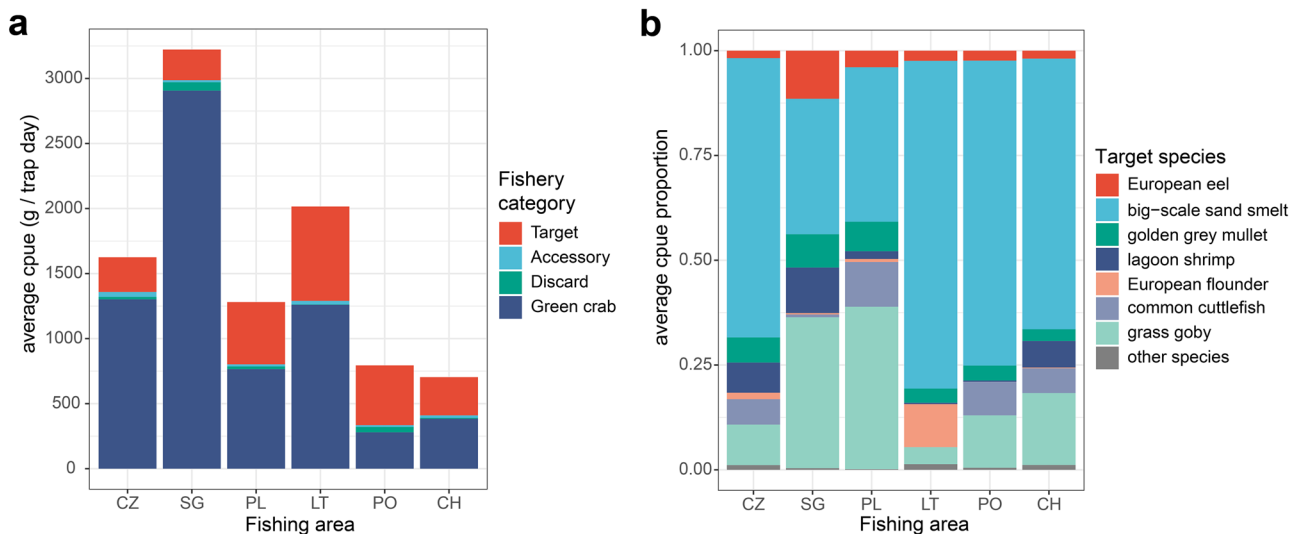 a
average cpue (g / trap day)
3000
2500
2000
1500
1000
500
0
CZ SG PL LT PO CH
Fishing area
Fishery
category
Target
Accessory
Discard
Green crab
b
average cpue proportion
1.00
0.75
0.50
0.25
0.00
CZ SG PL LT PO CH
Fishing area
Target species
European eel
big−scale sand smelt
golden grey mullet
lagoon shrimp
European flounder
common cuttlefish
grass goby
other species